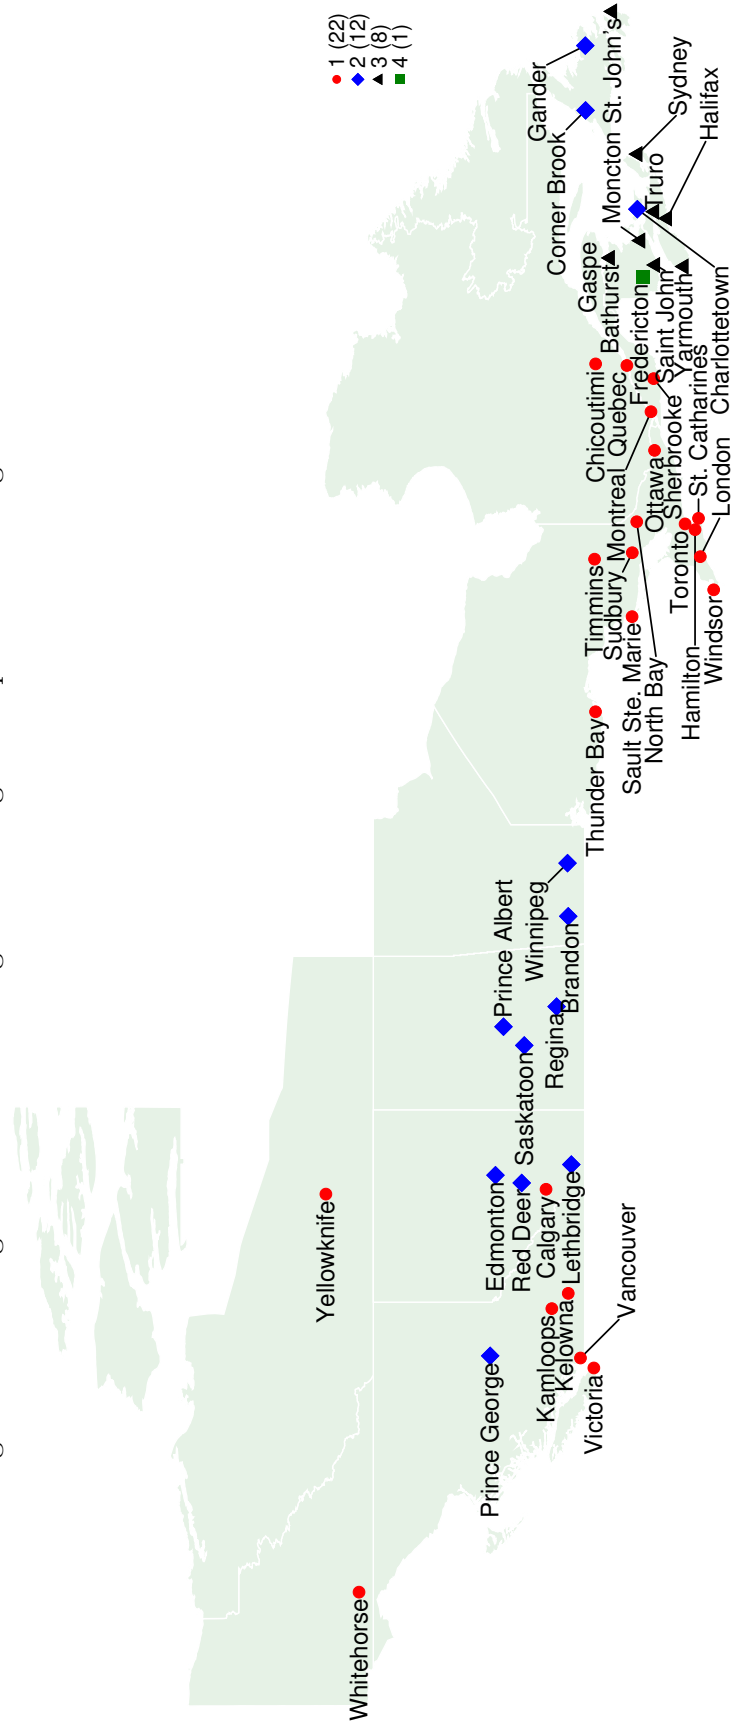 1 (22)
2 (12)
3 (8)
4 (1)
Whitehorse
Yellowknife
Prince George
Edmonton
Red Deer
Calgary
Lethbridge
Kamloops
Kelowna
Vancouver
Victoria
Prince Albert
Saskatoon
Regina
Brandon
Winnipeg
Thunder Bay
Timmins
Sudbury
Sault Ste. Marie
North Bay
Toronto
Hamilton
Windsor
London
St. Catharines
Ottawa
Sherbrooke
Montreal
Quebec
Chicoutimi
Gaspe
Bathurst
Fredericton
Saint John
Yarmouth
Charlottetown
Moncton
Truro
Halifax
Sydney
Corner Brook
Gander
St. John's